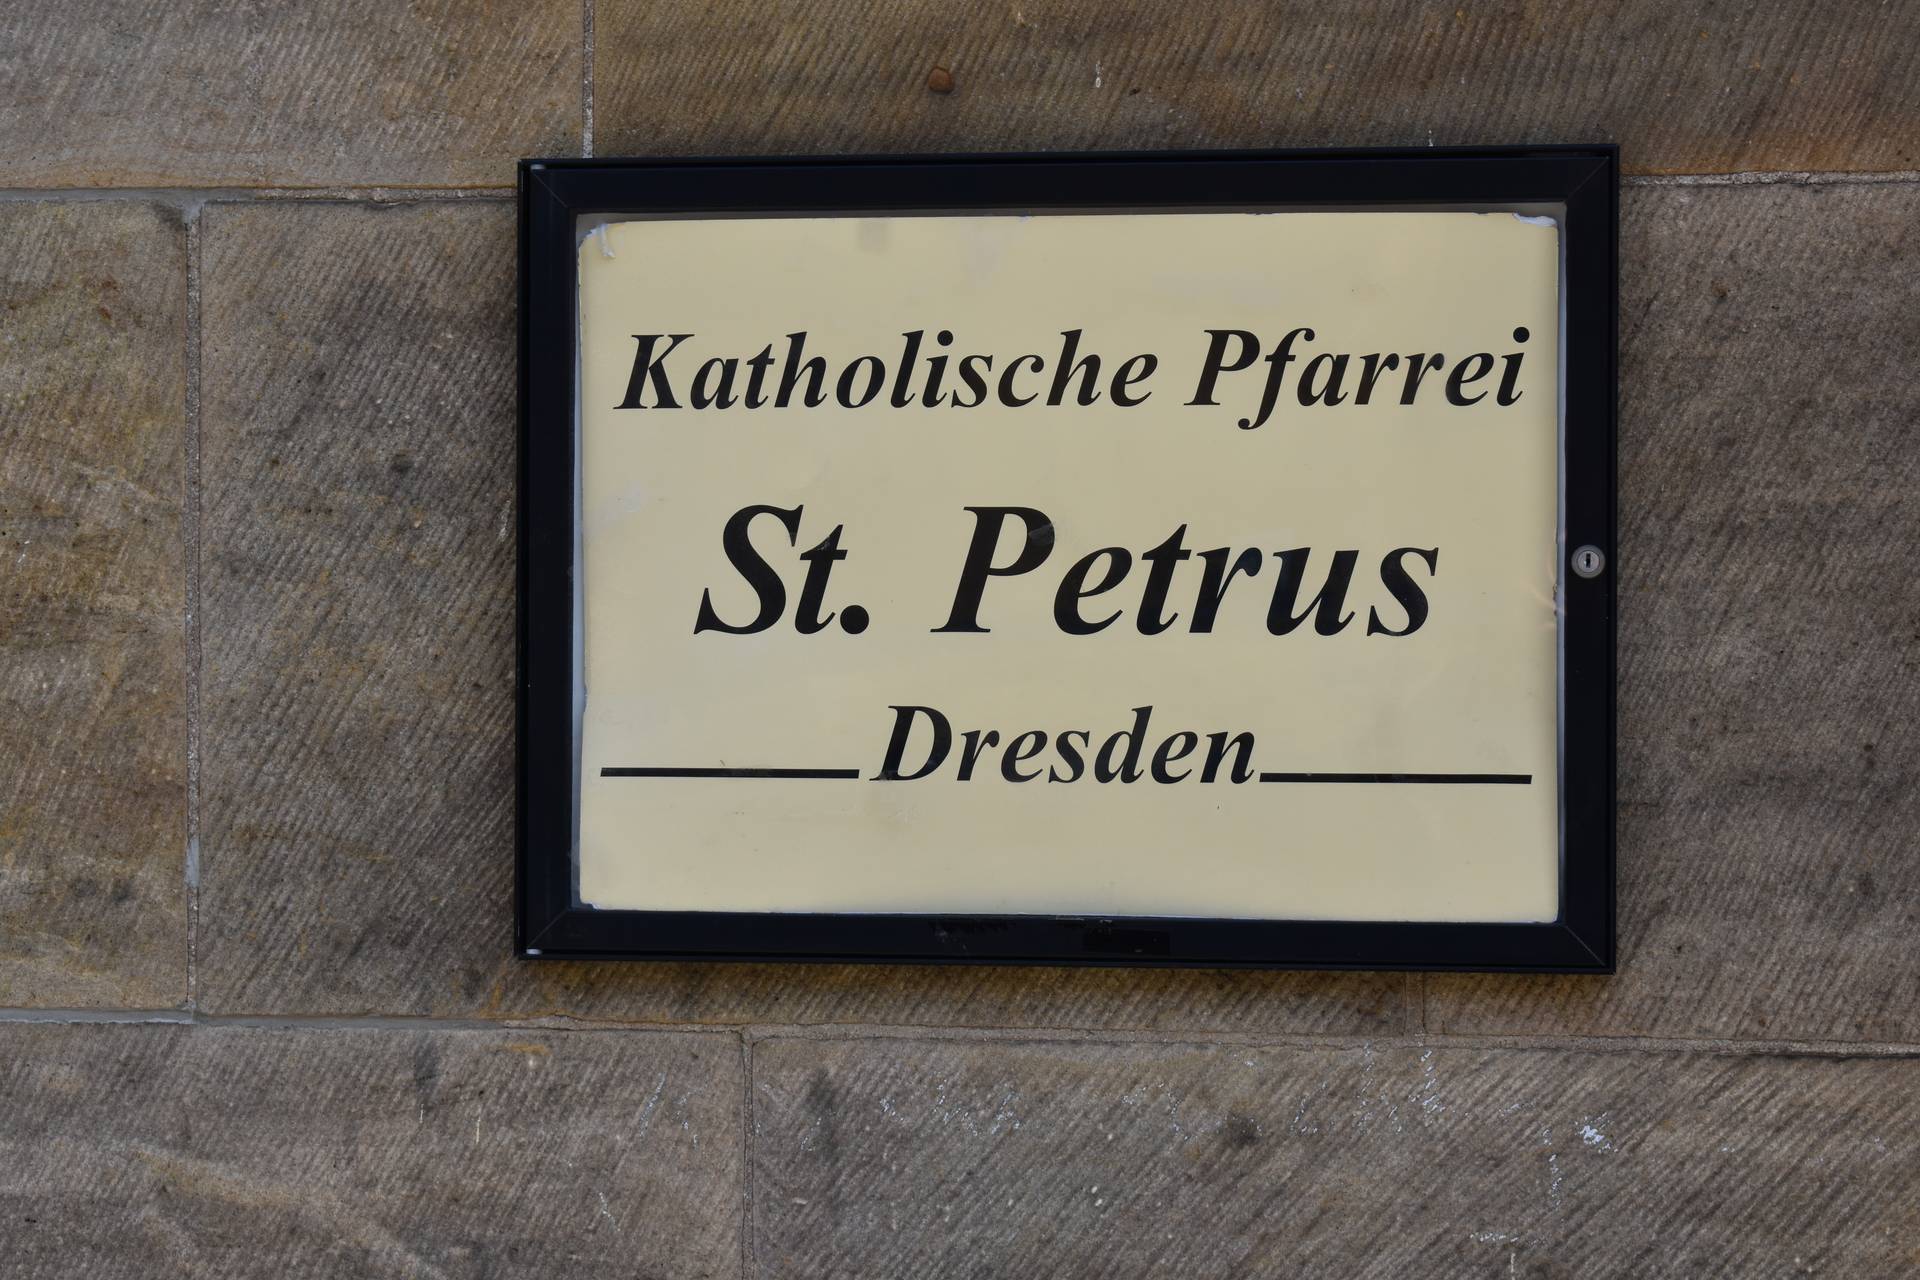 Katholische Pfarrei
St. Petrus
Dresden